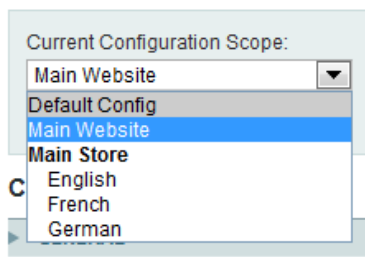 Current Configuration Scope:
Main Website
Default Config
Main Website
Main Store
English
French
German
C